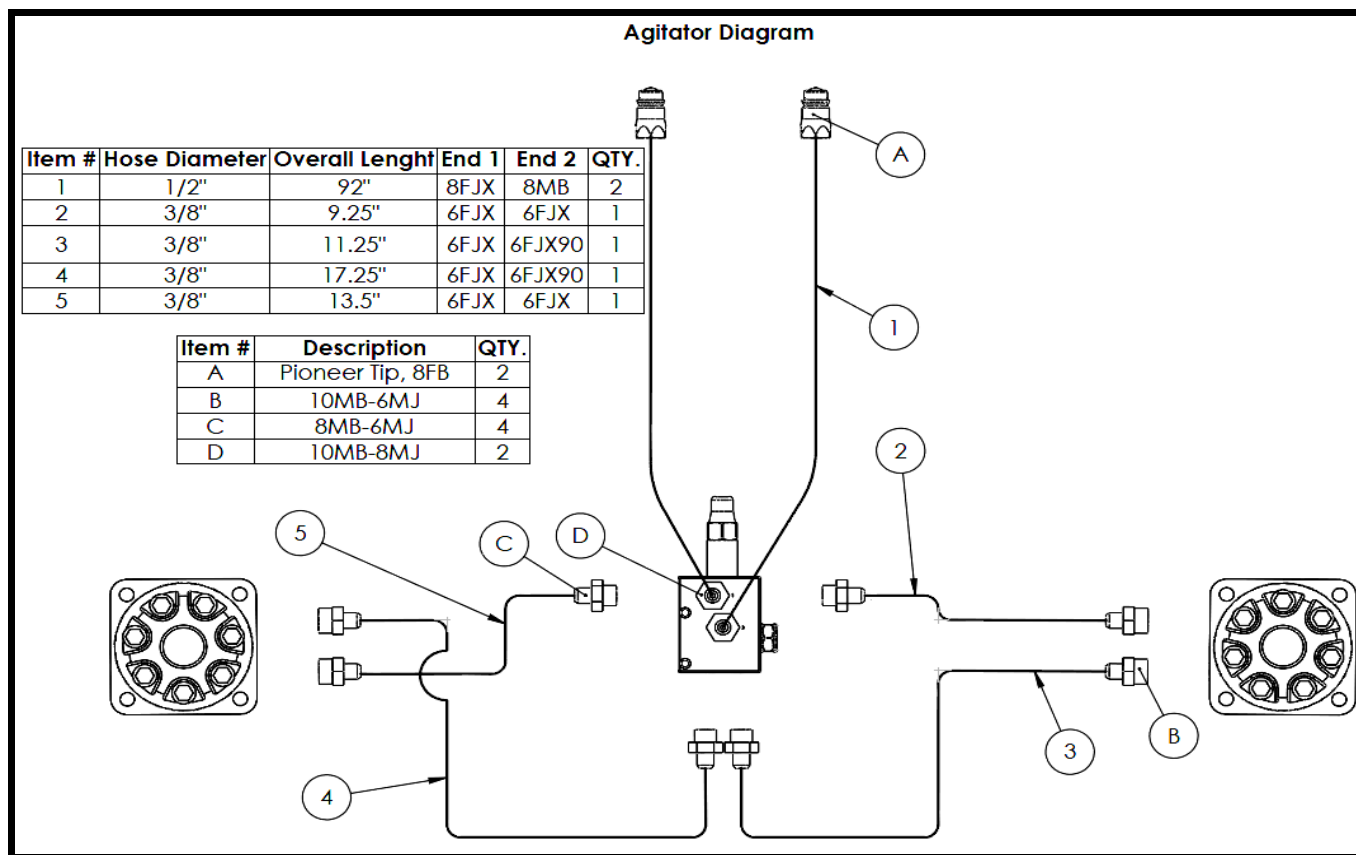 Agitator Diagram
Item # Hose Diameter Overall Lenght End 1 End 2 QTY.
1 1/2" 92" 8FJX 8MB 2
2 3/8" 9.25" 6FJX 6FJX 1
3 3/8" 11.25" 6FJX 6FJX90 1
4 3/8" 17.25" 6FJX 6FJX90 1
5 3/8" 13.5" 6FJX 6FJX 1
Item # Description QTY.
A Pioneer Tip, 8FB 2
B 10MB-6MJ 4
C 8MB-6MJ 4
D 10MB-8MJ 2
A
1
2
5
C
D
B
3
4